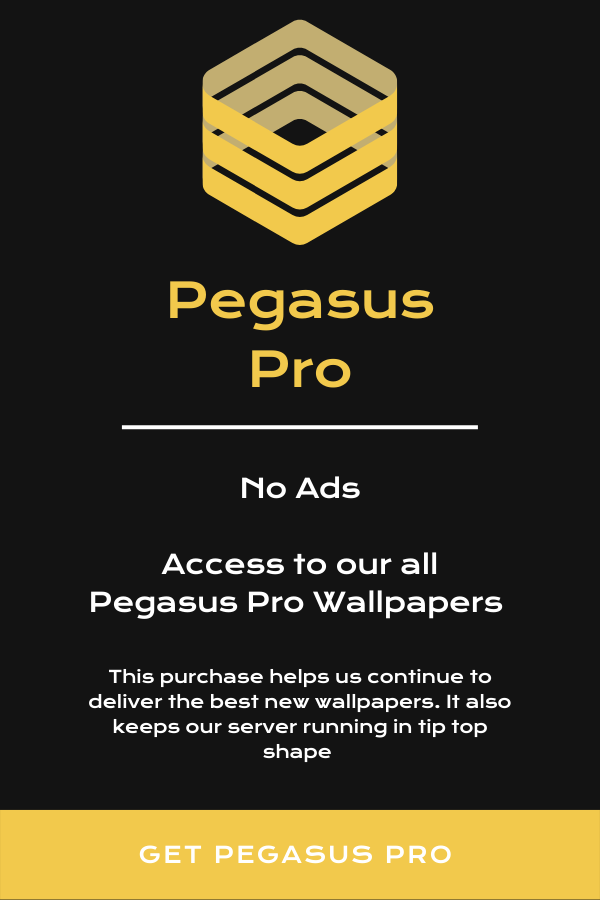 Pegasus
Pro
No Ads
Access to our all
Pegasus Pro Wallpapers
This purchase helps us continue to
deliver the best new wallpapers. It also
keeps our server running in tip top
shape
GET PEGASUS PRO